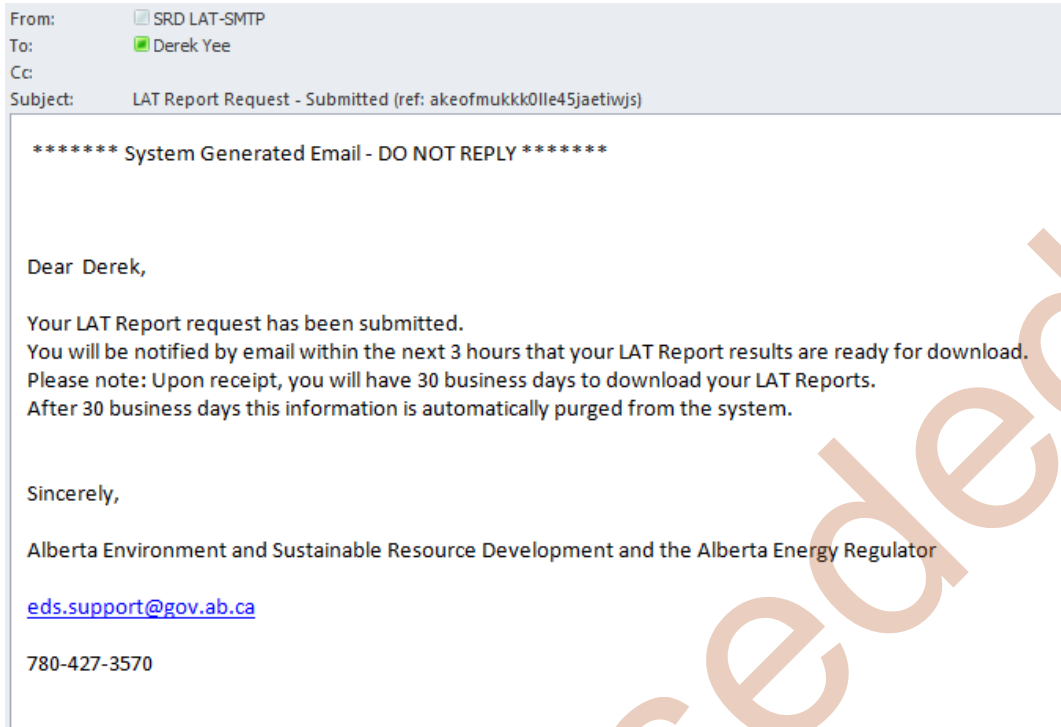 From: SRD LAT-SMTP
To: Derek Yee
Cc:
Subject: LAT Report Request - Submitted (ref: akeofmukkk0lle45jaetiwjs)
******* System Generated Email - DO NOT REPLY *******
Dear Derek,
Your LAT Report request has been submitted.
You will be notified by email within the next 3 hours that your LAT Report results are ready for download.
Please note: Upon receipt, you will have 30 business days to download your LAT Reports.
After 30 business days this information is automatically purged from the system.
Sincerely,
Alberta Environment and Sustainable Resource Development and the Alberta Energy Regulator
eds.support@gov.ab.ca
780-427-3570
seded